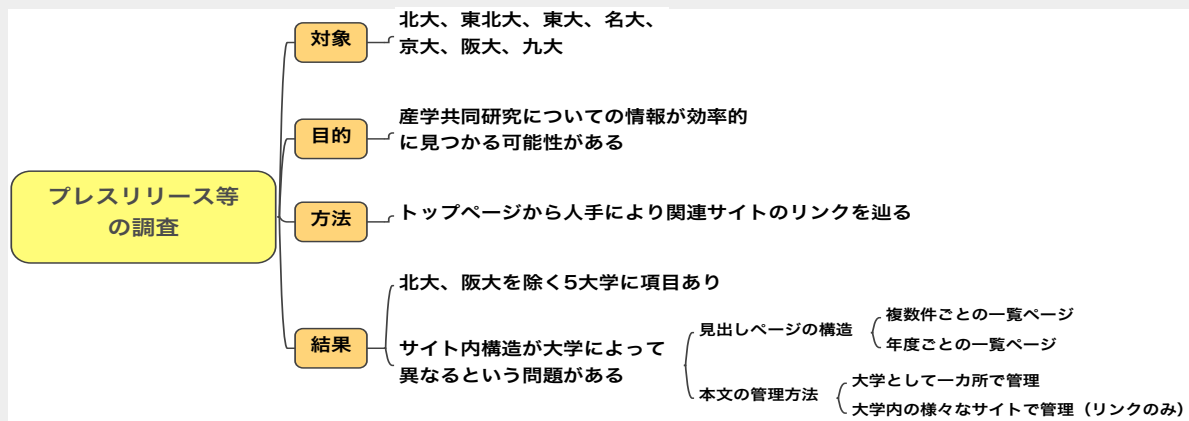 プレスリリース等
の調査
対象
北大、東北大、東大、名大、
京大、阪大、九大
目的
産学共同研究についての情報が効率的
に見つかる可能性がある
方法
トップページから人手により関連サイトのリンクを辿る
結果
北大、阪大を除く5大学に項目あり
サイト内構造が大学によって
異なるという問題がある
見出しページの構造
複数件ごとの一覧ページ
年度ごとの一覧ページ
本文の管理方法
大学として一カ所で管理
大学内の様々なサイトで管理（リンクのみ）